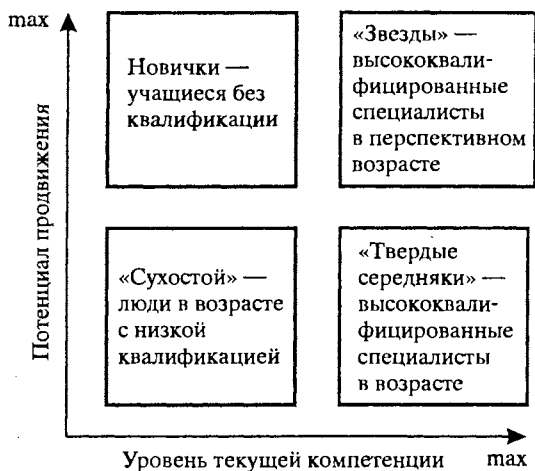 max
Потенциал продвижения
Новички —
учащиеся без
квалификации
«Звезды» —
высококвали-
фицированные
специалисты
в перспективном
возрасте
«Сухостой» —
люди в возрасте
с низкой
квалификацией
«Твердые
середняки» —
высококвали-
фицированные
специалисты
в возрасте
Уровень текущей компетенции
max